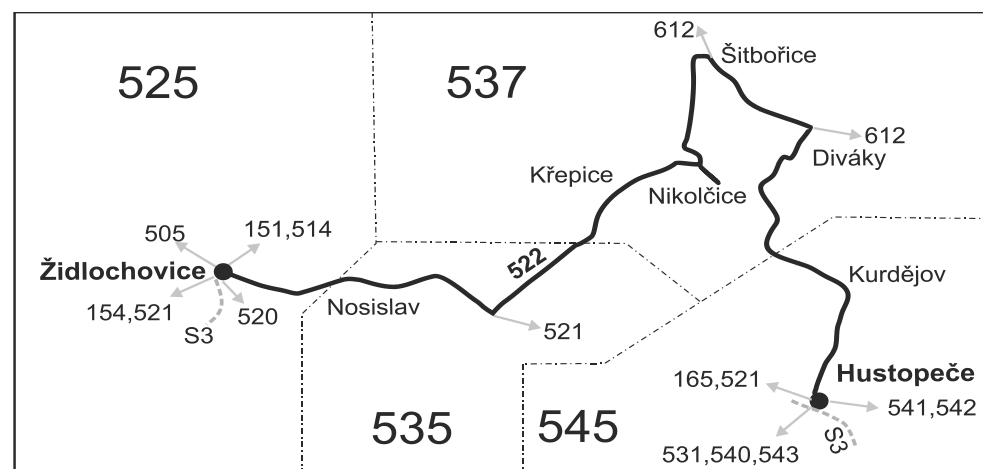 612
Šitbořice
525
537
612
Diváky
Křepice
Nikolčice
505
151,514
522
Židlochovice
Kurdějov
154,521
520
Nosislav
S3
521
Hustopeče
165,521
541,542
535
545
S3
531,540,543